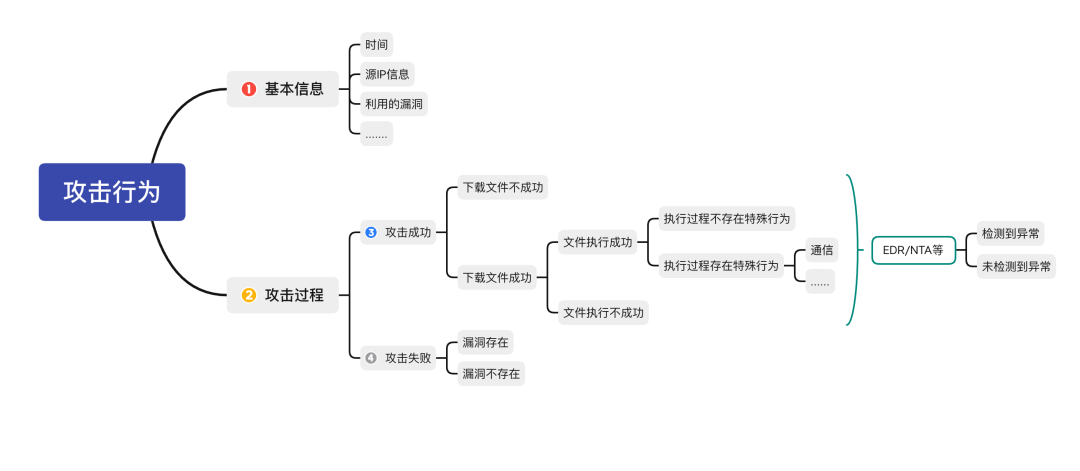 攻击行为
1 基本信息
时间
源IP信息
利用的漏洞
.......
2 攻击过程
3 攻击成功
下载文件不成功
下载文件成功
文件执行成功
执行过程不存在特殊行为
执行过程存在特殊行为
通信
......
文件执行不成功
4 攻击失败
漏洞存在
漏洞不存在
EDR/NTA等
检测到异常
未检测到异常